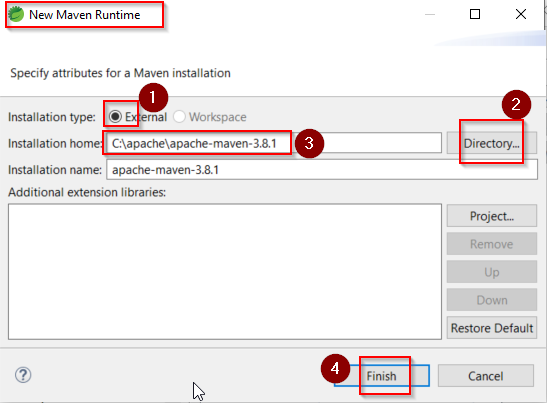 New Maven Runtime
Specify attributes for a Maven installation
1
Installation type: External Workspace
2
Installation home: C:\apache\apache-maven-3.8.1 3 Directory...
Installation name: apache-maven-3.8.1
Additional extension libraries:
Project...
Remove
Up
Down
Restore Default
? 4 Finish Cancel